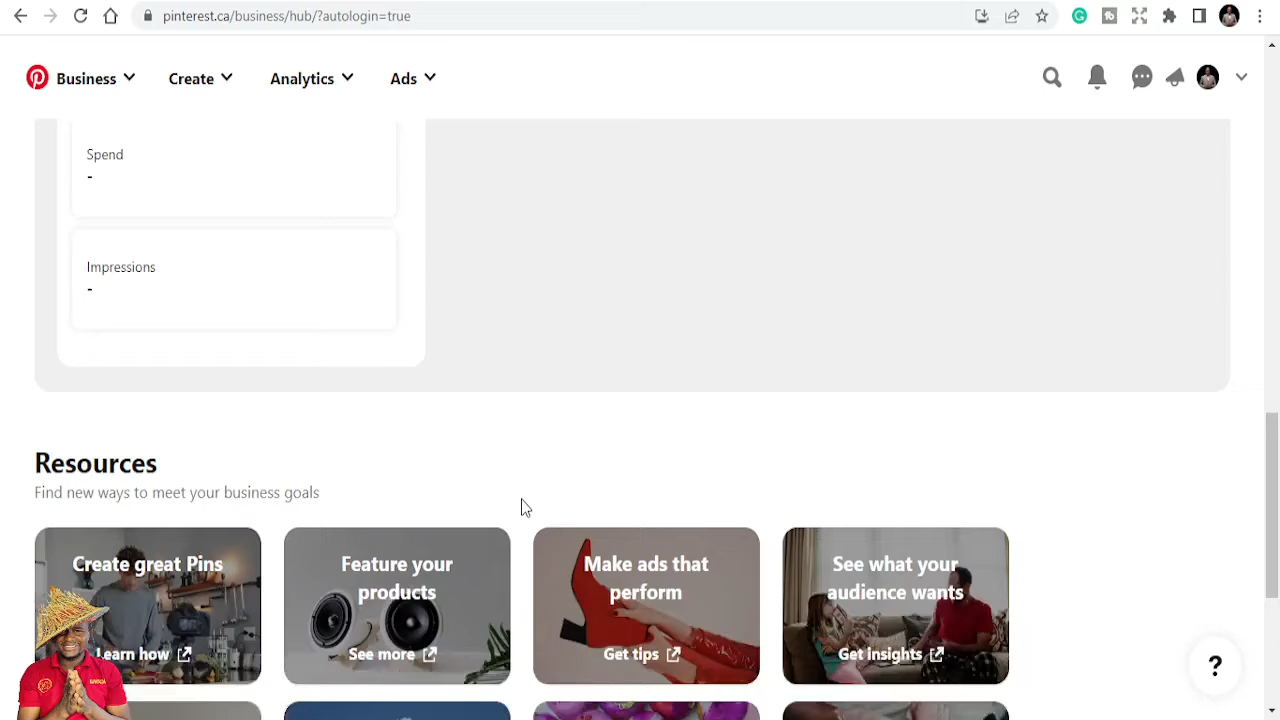 pinterest.ca/business/hub/?autologin=true
Business
Create
Analytics
Ads
Spend
-
Impressions
-
Resources
Find new ways to meet your business goals
Create great Pins
Learn how
Feature your
products
See more
Make ads that
perform
Get tips
See what your
audience wants
Get insights
?